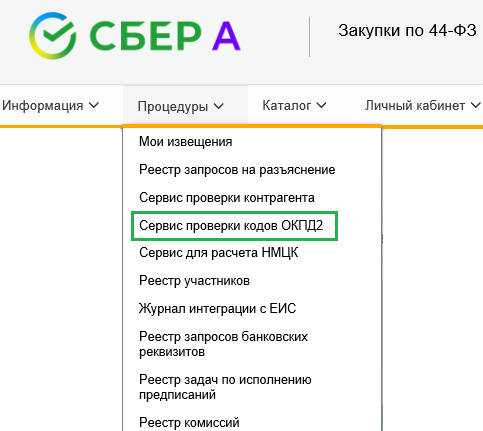 СБЕР А
Закупки по 44-ФЗ
Информация
Процедуры
Каталог
Личный кабинет
Мои извещения
Реестр запросов на разъяснение
Сервис проверки контрагента
Сервис проверки кодов ОКПД2
Сервис для расчета НМЦК
Реестр участников
Журнал интеграции с ЕИС
Реестр запросов банковских
реквизитов
Реестр задач по исполнению
предписаний
Реестр комиссий